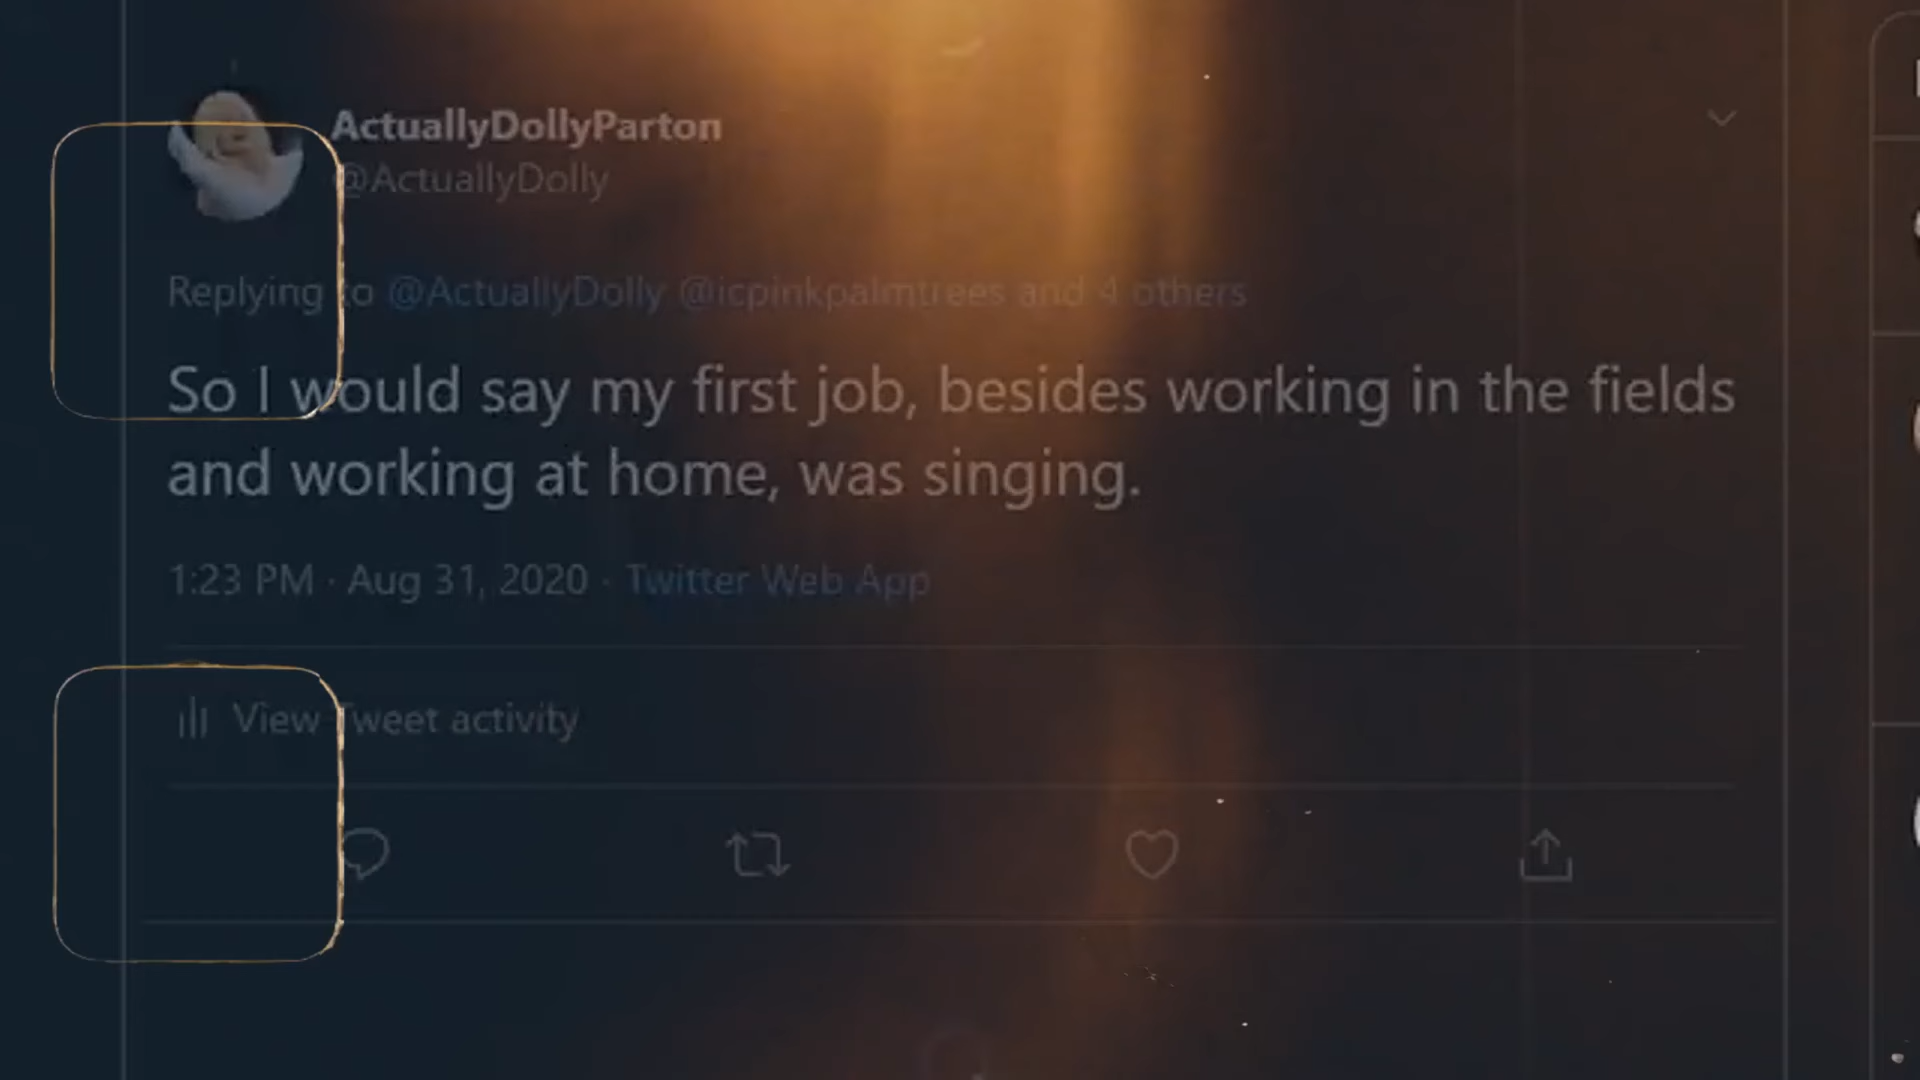 ActuallyDollyParton
@ActuallyDolly
Replying to @ActuallyDolly @icpinkpalmtrees and 4 others
So I would say my first job, besides working in the fields
and working at home, was singing.
1:23 PM · Aug 31, 2020 · Twitter Web App
View Tweet activity